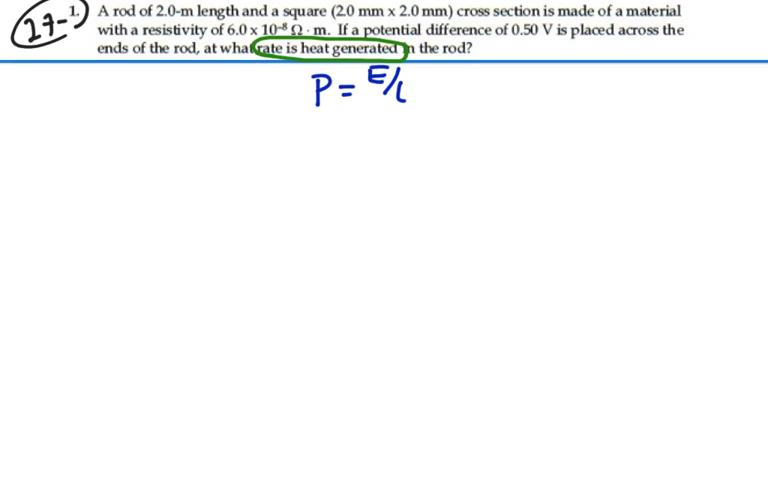 27-1. A rod of 2.0-m length and a square (2.0 mm x 2.0 mm) cross section is made of a material
with a resistivity of 6.0 x 10⁻⁸ Ω · m. If a potential difference of 0.50 V is placed across the
ends of the rod, at what rate is heat generated in the rod?
P = E/t